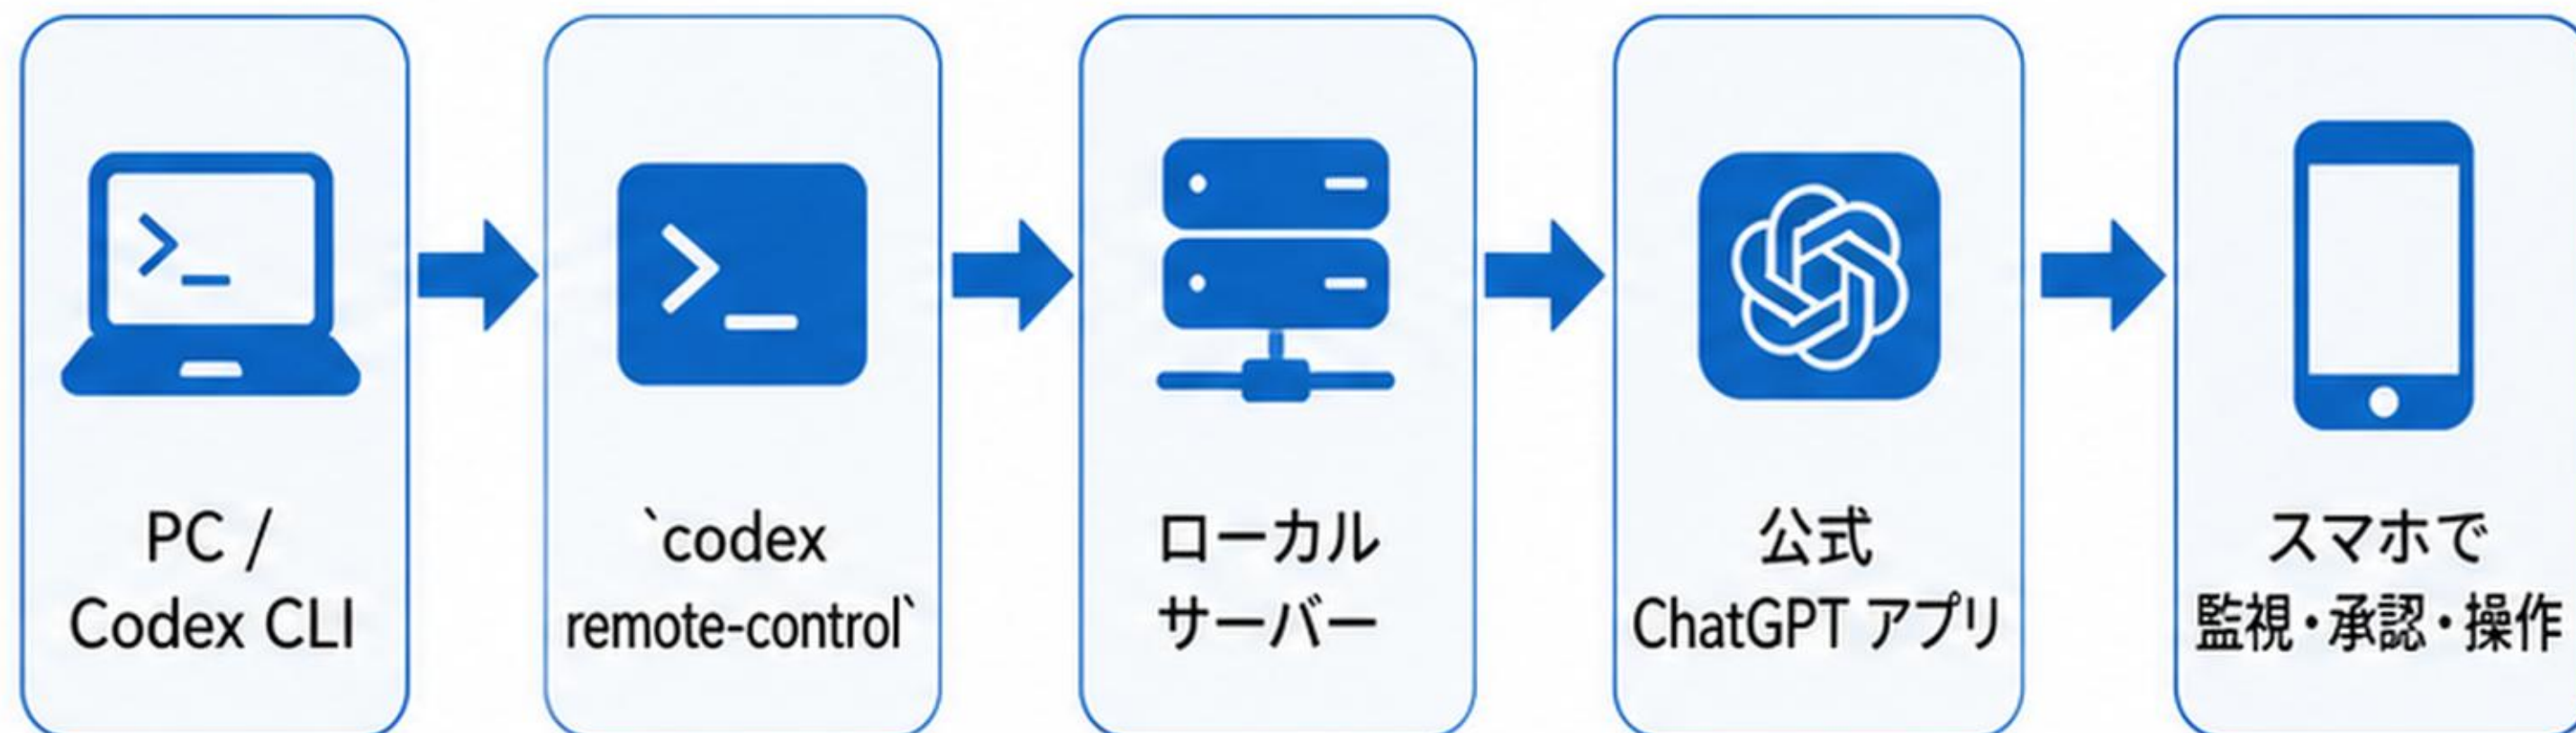 PC /
Codex CLI
`codex
remote-control`
ローカル
サーバー
公式
ChatGPT アプリ
スマホで
監視・承認・操作